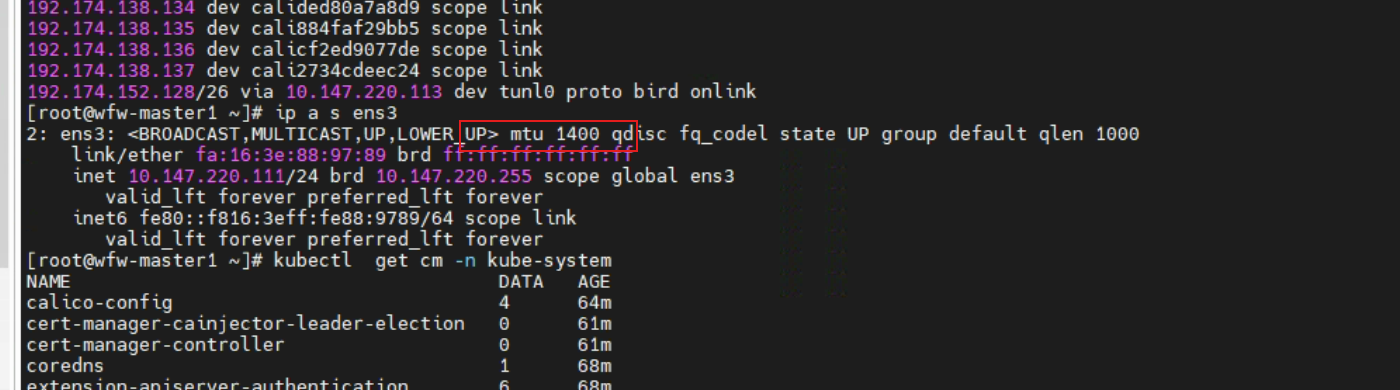 192.174.138.134 dev calided80a7a8d9 scope link
192.174.138.135 dev cali884faf29bb5 scope link
192.174.138.136 dev calicf2ed9077de scope link
192.174.138.137 dev cali2734cdeec24 scope link
192.174.152.128/26 via 10.147.220.113 dev tunl0 proto bird onlink
[root@wfw-master1 ~]# ip a s ens3
2: ens3: <BROADCAST,MULTICAST,UP,LOWER_UP> mtu 1400 qdisc fq_codel state UP group default qlen 1000
    link/ether fa:16:3e:88:97:89 brd ff:ff:ff:ff:ff:ff
    inet 10.147.220.111/24 brd 10.147.220.255 scope global ens3
       valid_lft forever preferred_lft forever
    inet6 fe80::f816:3eff:fe88:9789/64 scope link
       valid_lft forever preferred_lft forever
[root@wfw-master1 ~]# kubectl  get cm -n kube-system
NAME                                 DATA   AGE
calico-config                        4      64m
cert-manager-cainjector-leader-election   0      61m
cert-manager-controller              0      61m
coredns                              1      68m
extension-apiserver-authentication   6      68m